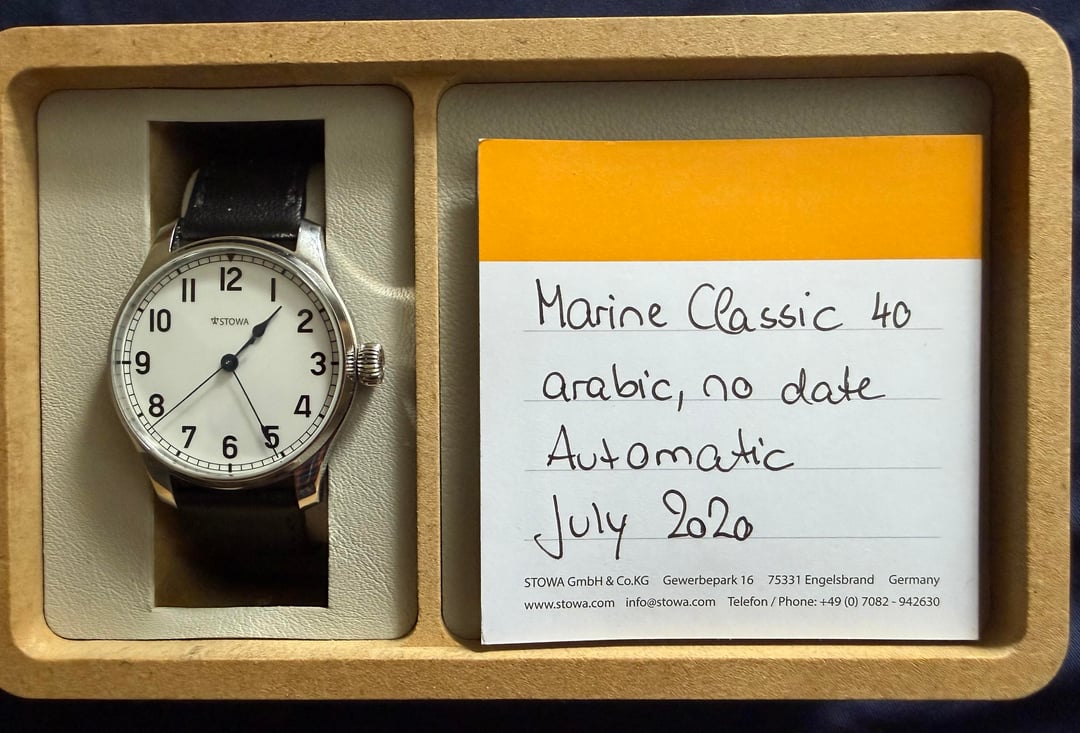 12
11 1
10 STOWA 2
9 3
8 4
7 5
6
Marine Classic 40
arabic, no date
Automatic
July 2020
STOWA GmbH & Co.KG Gewerbepark 16 75331 Engelsbrand Germany
www.stowa.com info@stowa.com Telefon / Phone: +49 (0) 7082 - 942630